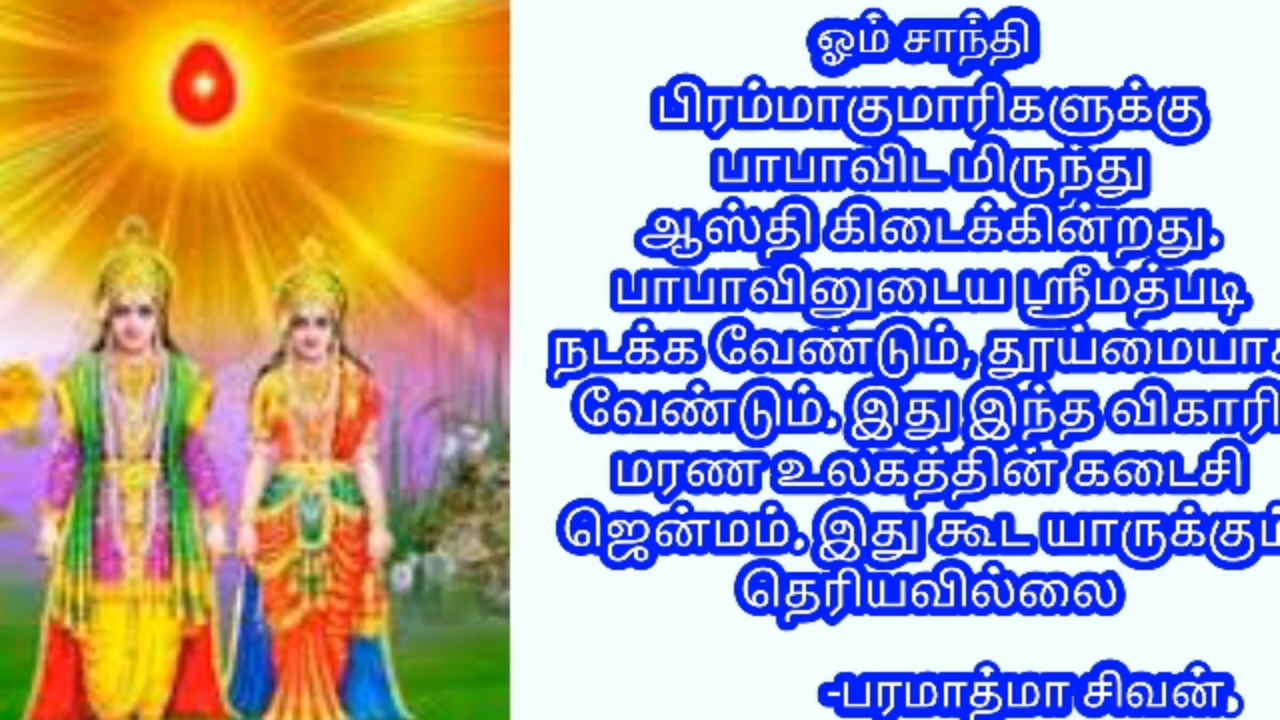 ஓம் சாந்தி
பிரம்மாகுமாரிகளுக்கு
பாபாவிட மிருந்து
ஆஸ்தி கிடைக்கின்றது.
பாபாவினுடைய ஸ்ரீமத்படி
நடக்க வேண்டும், தூய்மையாக
வேண்டும். இது இந்த விகாரி
மரண உலகத்தின் கடைசி
ஜென்மம். இது கூட யாருக்கும்
தெரியவில்லை
-பரமாத்மா சிவன்,